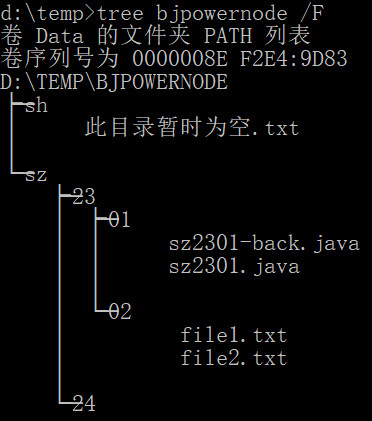 d:\temp>tree bjpowernode /F
卷 Data 的文件夹 PATH 列表
卷序列号为 0000008E F2E4:9D83
D:\TEMP\BJPOWERNODE
├─sh
│      此目录暂时为空.txt
│
└─sz
    ├─23
    │  ├─01
    │  │      sz2301-back.java
    │  │      sz2301.java
    │  │
    │  └─02
    │          file1.txt
    │          file2.txt
    │
    └─24